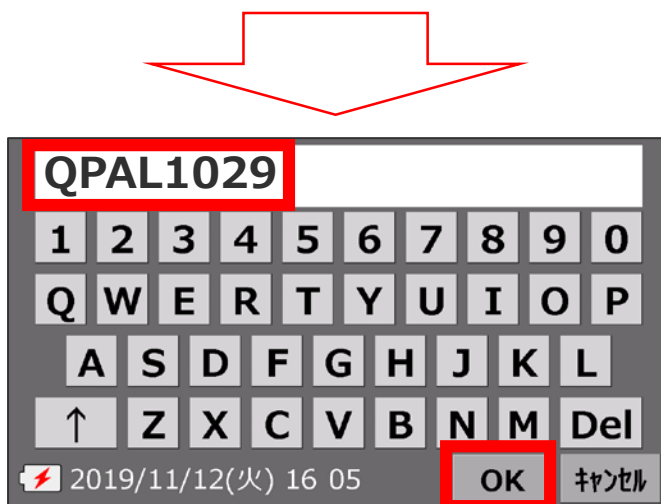 QPAL1029
1 2 3 4 5 6 7 8 9 0
Q W E R T Y U I O P
A S D F G H J K L
↑ Z X C V B N M Del
2019/11/12(火) 16 05 OK ｷｬﾝｾﾙ